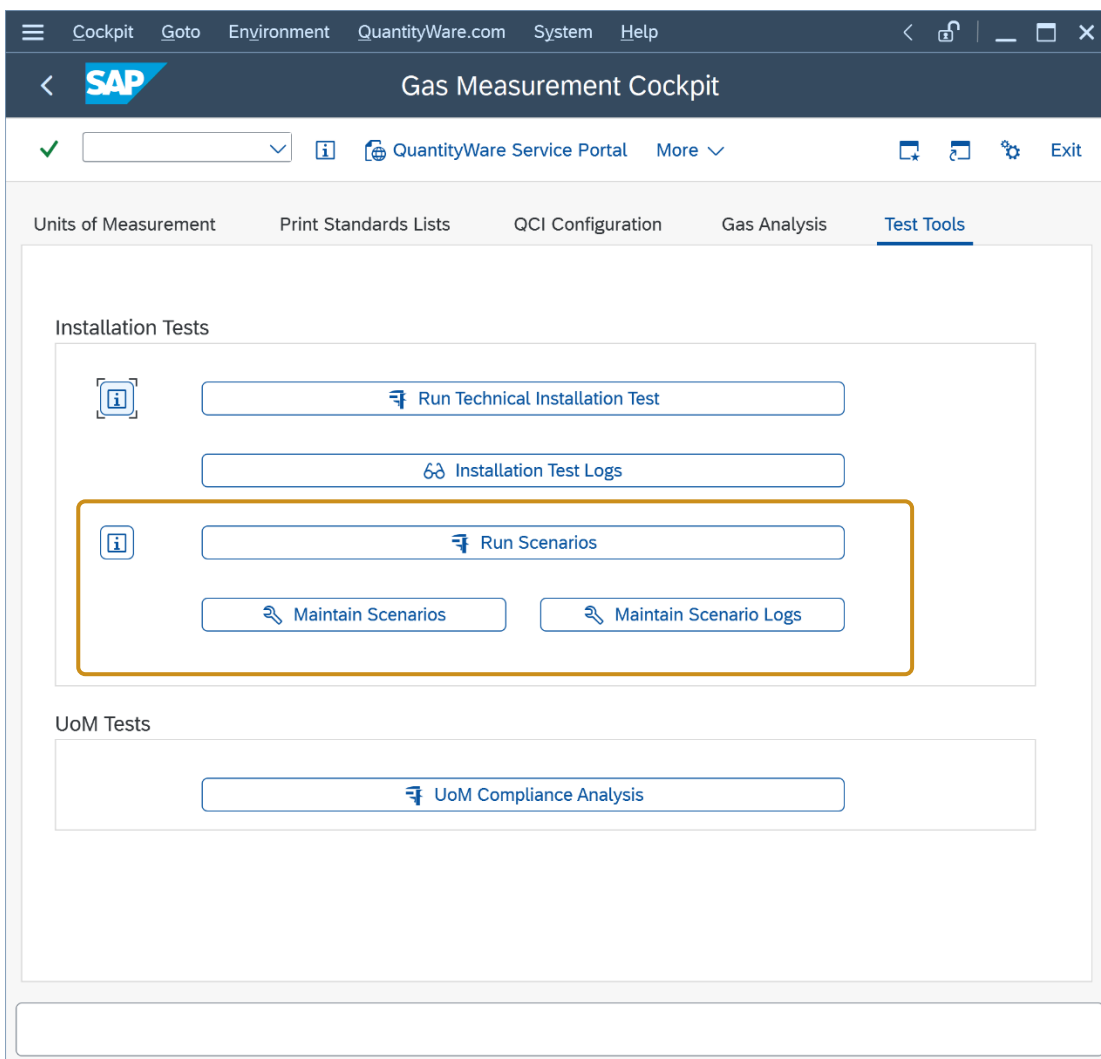 Cockpit Goto Environment QuantityWare.com System Help
SAP Gas Measurement Cockpit
QuantityWare Service Portal More Exit
Units of Measurement Print Standards Lists QCI Configuration Gas Analysis Test Tools
Installation Tests
Run Technical Installation Test
Installation Test Logs
Run Scenarios
Maintain Scenarios Maintain Scenario Logs
UoM Tests
UoM Compliance Analysis